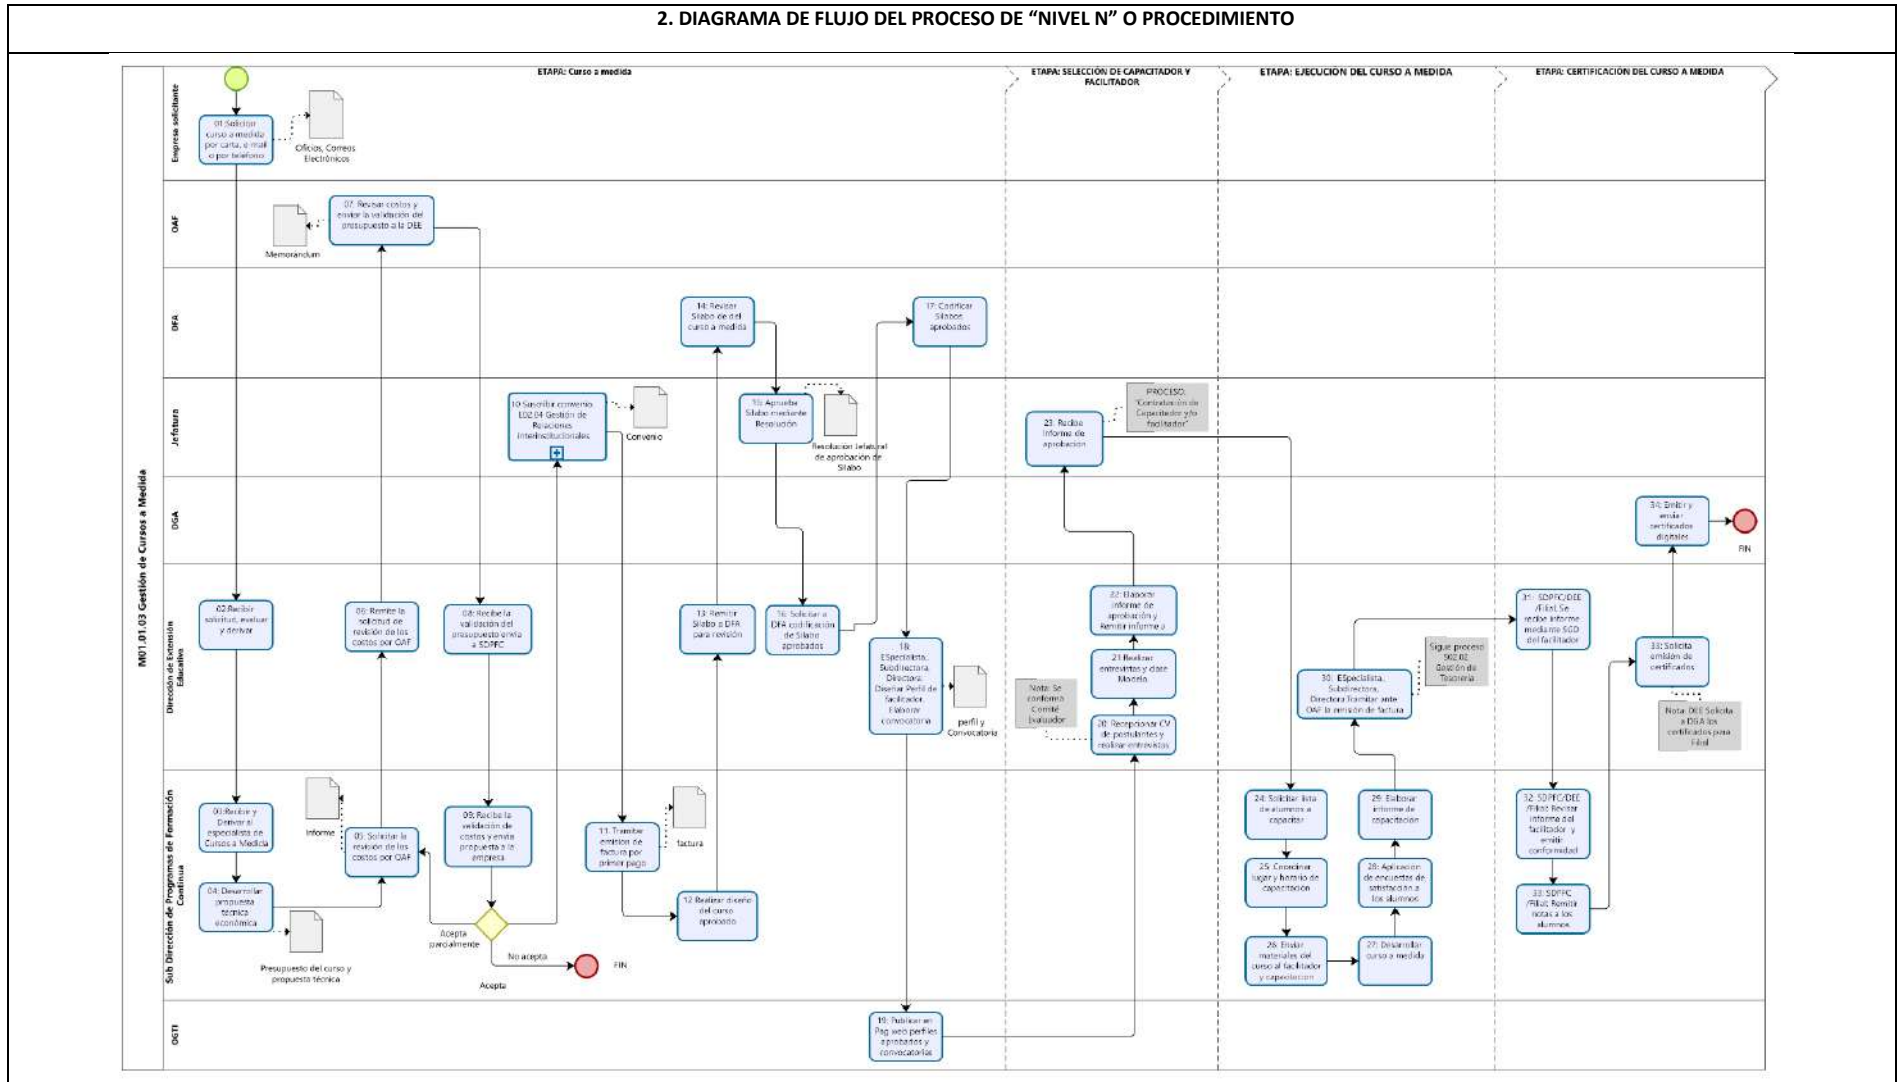 2. DIAGRAMA DE FLUJO DEL PROCESO DE “NIVEL N” O PROCEDIMIENTO
M01.01.03 Gestión de Cursos a Medida
ETAPA: Curso a medida
ETAPA: SELECCIÓN DE CAPACITADOR Y
FACILITADOR
ETAPA: EJECUCIÓN DEL CURSO A MEDIDA
ETAPA: CERTIFICACIÓN DEL CURSO A MEDIDA
Empresa solicitante
01:Solicitar
curso a medida
por carta, e-mail
o por teléfono
Oficios, Correos
Electrónicos
OAF
07: Revisar costos y
enviar la validación del
presupuesto a la DEE
Memorándum
DFA
14: Revisar
Silabo de del
curso a medida
17: Codificar
Silabos
aprobados
Jefatura
10:Suscribir convenio
E02.04 Gestión de
Relaciones
interinstitucionales
Convenio
15: Aprueba
Silabo mediante
Resolución
Resolución Jefatural
de aprobación de
Silabo
23: Recibe
informe de
aprobación
PROCESO:
"Contratación de
Capacitador y/o
facilitador"
DGA
34: Emitir y
enviar
certificados
digitales
FIN
Dirección de Extensión
Educativa
02:Recibir
solicitud, evaluar
y derivar
06: Remite la
solicitud de
revisión de los
costos por OAF
08: Recibe la
validación del
presupuesto envia
a SDPFC
13: Remitir
Silabo a DFA
para revisión
16: Solicitar a
DFA codificación
de Silabo
aprobados
18:
ESpecialista,
Subdirectora,
Directora:
Diseñar Perfil de
facilitador,
Elaborar
convocatoria
perfil y
Convocatoria
Nota: Se
conforma
Comité
Evaluador
22: Elaborar
informe de
aprobación y
Remitir informe a
21:Realizar
entrevistas y clase
Modelo
20: Recepcionar CV
de postulantes y
realizar entrevistas
30: ESpecialista,
Subdirectora,
Directora:Tramitar ante
OAF la emisión de factura
Sigue proceso
S02.02
Gestión de
Tesorería
31: SDPFC/DEE
/Filial: Se
recibe informe
mediante SGD
del facilitador
33: Solicita
emisión de
certificados
Nota: DEE Solicita
a DGA los
certificados para
Filial
Sub Dirección de Programas de Formación
Continua
03:Recibe y
Derivar al
especialista de
Cursos a Medida
04: Desarrollar
propuesta
técnica
económica
Presupuesto del curso y
propuesta técnica
Informe
05: Solicitar la
revisión de los
costos por OAF
09: Recibe la
validación de
costos y envia
propuesta a la
empresa
Acepta
parcialmente
No acepta
FIN
Acepta
11: Tramitar
emisión de
factura por
primer pago
factura
12:Realizar diseño
del curso
aprobado
24: Solicitar lista
de alumnos a
capacitar
25: Coordinar
lugar y horario de
capacitación
26: Enviar
materiales del
curso al facilitador
y capacitacion
27: Desarrollar
curso a medida
28: Aplicación
de encuestas de
satisfacción a
los alumnos
29: Elaborar
informe de
capacitación
32: SDPFC/DEE
/Filial: Revisar
informe del
facilitador y
emitir
conformidad
33: SDPFC
/Filial: Remitir
notas a los
alumnos
OGTI
19: Publicar en
Pag web perfiles
aprobados y
convocatorias